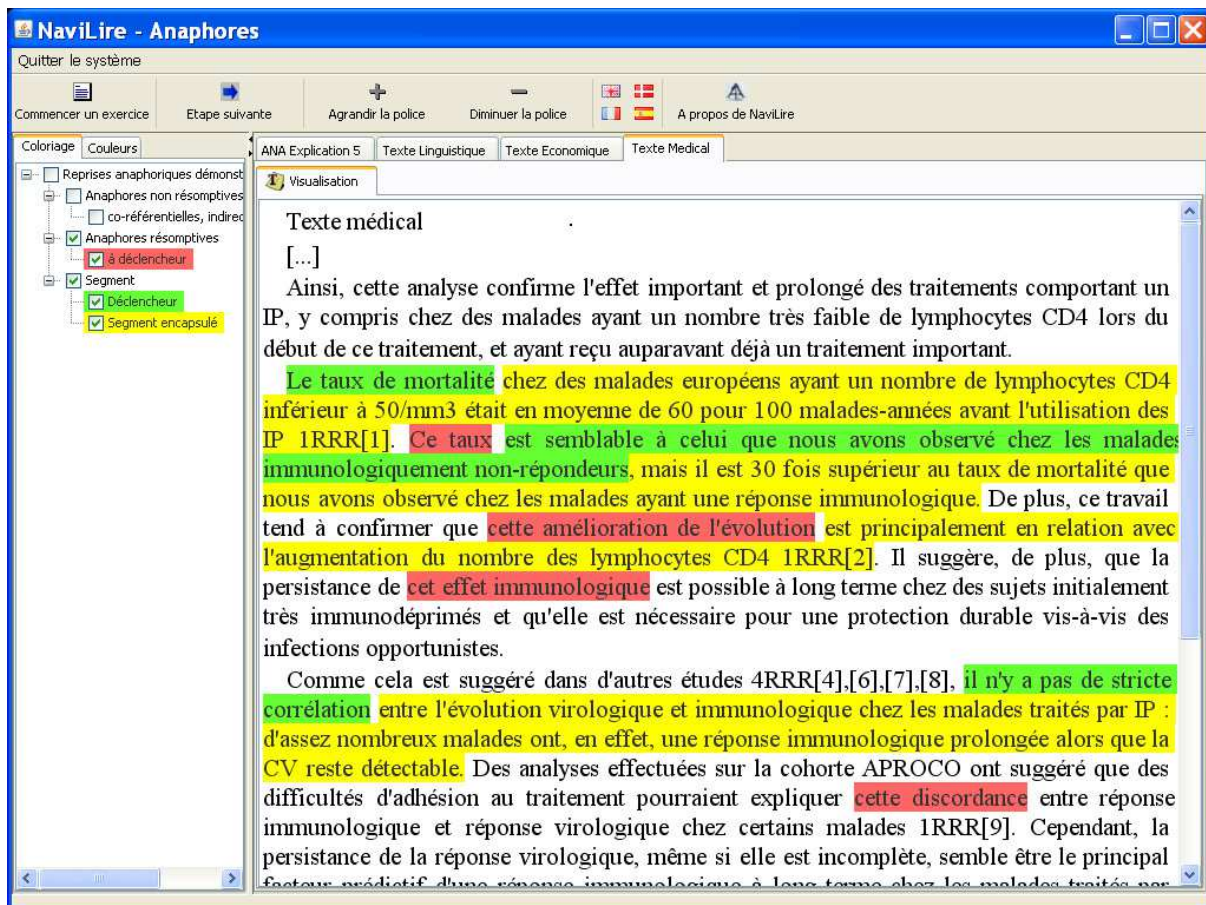 NaviLire - Anaphores
Quitter le système
Commencer un exercice
Etape suivante
Agrandir la police
Diminuer la police
A propos de NaviLire
Coloriage
Couleurs
Reprises anaphoriques démonst
Anaphores non résomptives
co-référentielles, indirec
Anaphores résomptives
à déclencheur
Segment
Déclencheur
Segment encapsulé
ANA Explication 5
Texte Linguistique
Texte Economique
Texte Medical
Visualisation
Texte médical
[...]
Ainsi, cette analyse confirme l'effet important et prolongé des traitements comportant un
IP, y compris chez des malades ayant un nombre très faible de lymphocytes CD4 lors du
début de ce traitement, et ayant reçu auparavant déjà un traitement important.
Le taux de mortalité chez des malades européens ayant un nombre de lymphocytes CD4
inférieur à 50/mm3 était en moyenne de 60 pour 100 malades-années avant l'utilisation des
IP 1RRR[1]. Ce taux est semblable à celui que nous avons observé chez les malades
immunologiquement non-répondeurs, mais il est 30 fois supérieur au taux de mortalité que
nous avons observé chez les malades ayant une réponse immunologique. De plus, ce travail
tend à confirmer que cette amélioration de l'évolution est principalement en relation avec
l'augmentation du nombre des lymphocytes CD4 1RRR[2]. Il suggère, de plus, que la
persistance de cet effet immunologique est possible à long terme chez des sujets initialement
très immunodéprimés et qu'elle est nécessaire pour une protection durable vis-à-vis des
infections opportunistes.
Comme cela est suggéré dans d'autres études 4RRR[4],[6],[7],[8], il n'y a pas de stricte
corrélation entre l'évolution virologique et immunologique chez les malades traités par IP :
d'assez nombreux malades ont, en effet, une réponse immunologique prolongée alors que la
CV reste détectable. Des analyses effectuées sur la cohorte APROCO ont suggéré que des
difficultés d'adhésion au traitement pourraient expliquer cette discordance entre réponse
immunologique et réponse virologique chez certains malades 1RRR[9]. Cependant, la
persistance de la réponse virologique, même si elle est incomplète, semble être le principal
facteur prédictif d'une réponse immunologique à long terme chez les malades traités par